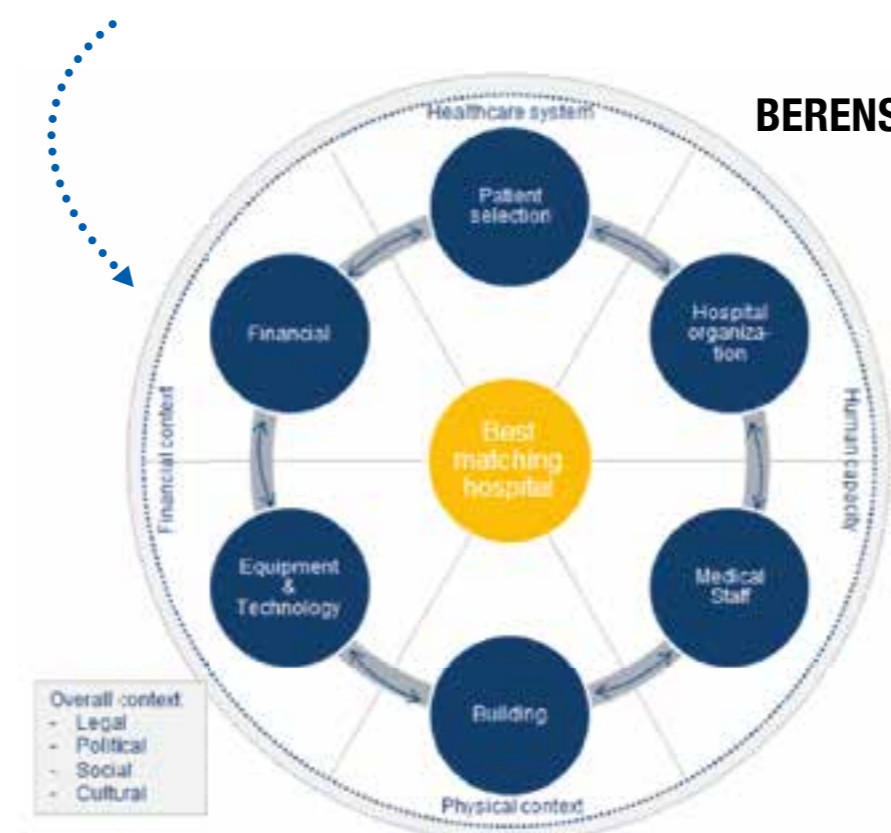 BERENS
Healthcare system
Patient
selection
Hospital
organiza-
tion
Financial
Best
matching
hospital
Financial context
Human capacity
Equipment
&
Technology
Medical
Staff
Building
Physical context
Overall context
- Legal
- Political
- Social
- Cultural